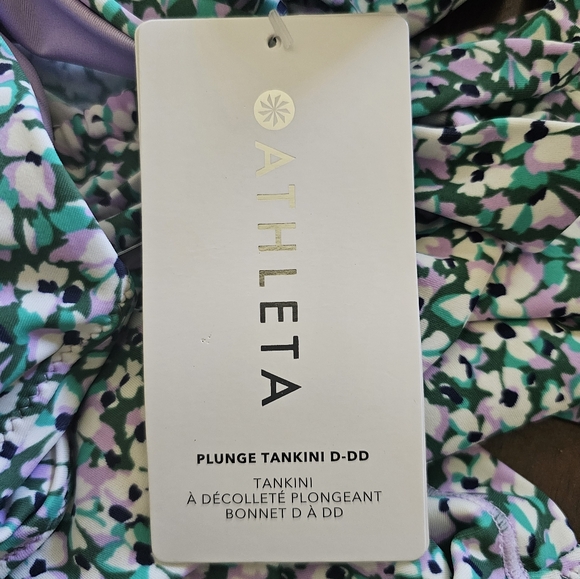 ATHLETA
PLUNGE TANKINI D-DD
TANKINI
À DÉCOLLETÉ PLONGEANT
BONNET D À DD